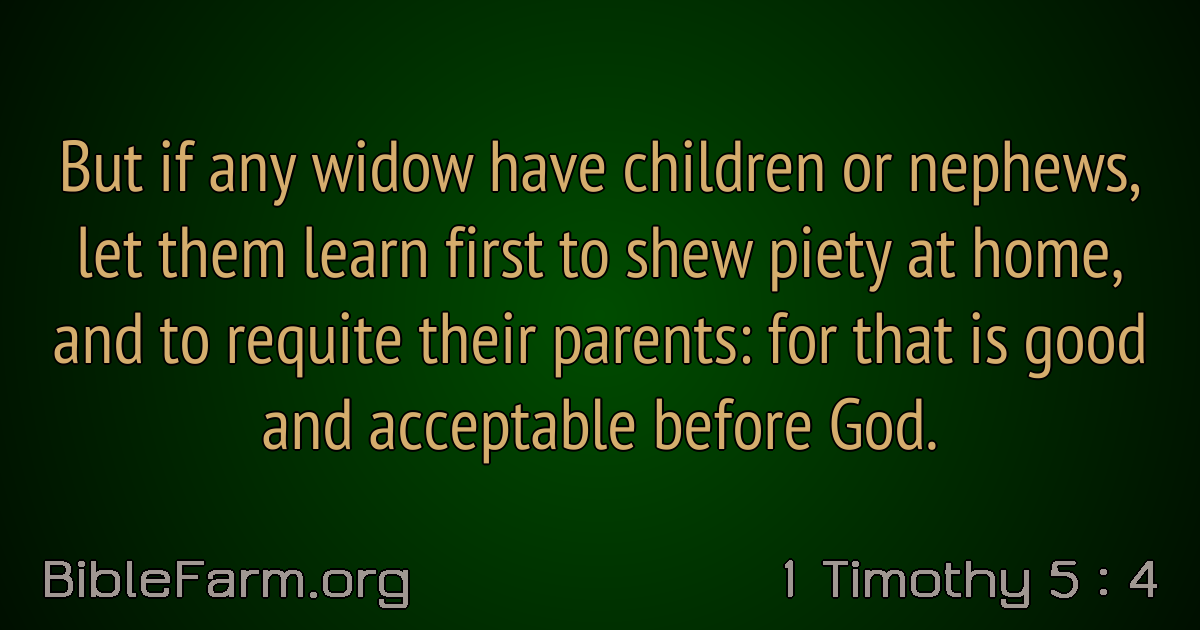 But if any widow have children or nephews,
let them learn first to shew piety at home,
and to requite their parents: for that is good
and acceptable before God.
BibleFarm.org
1 Timothy 5 : 4